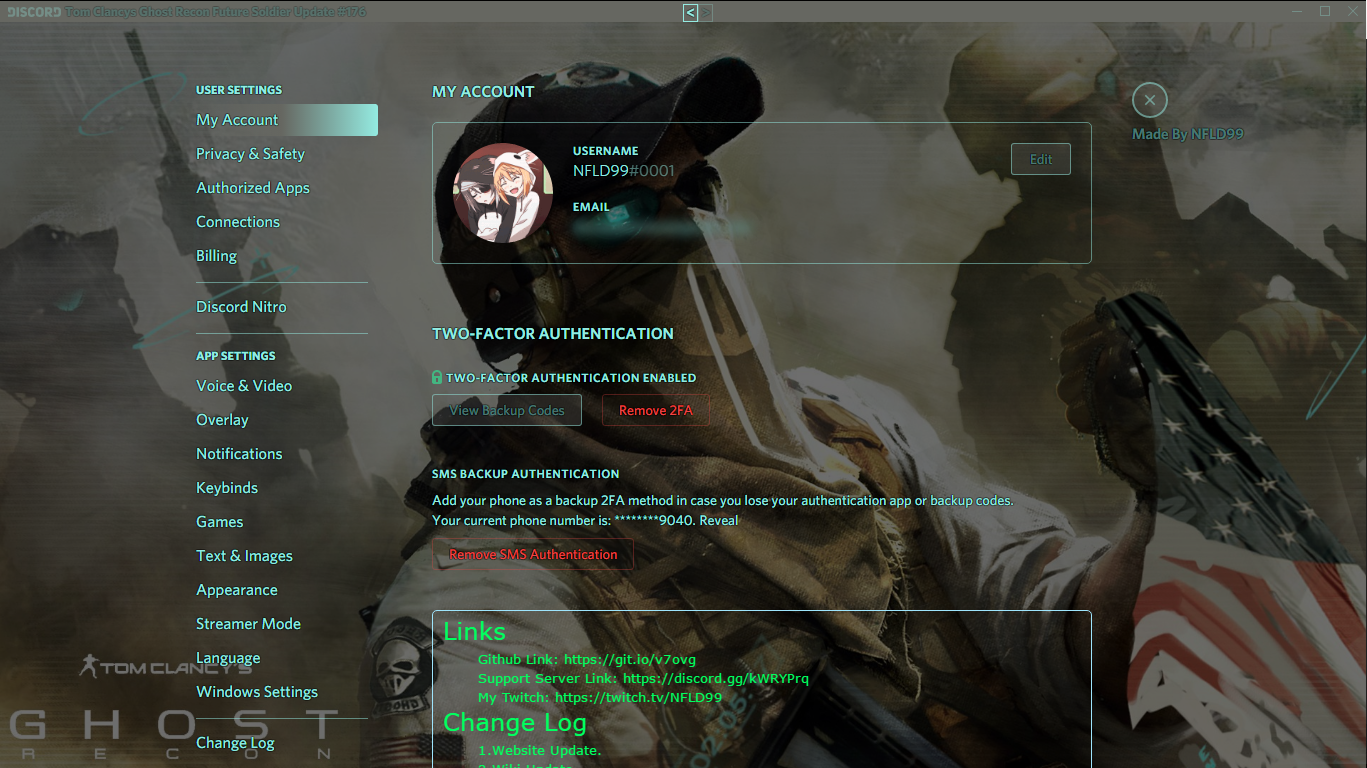 DISCORD Tom Clancys Ghost Recon Future Soldier Update #176
< >
USER SETTINGS
My Account
Privacy & Safety
Authorized Apps
Connections
Billing
Discord Nitro
APP SETTINGS
Voice & Video
Overlay
Notifications
Keybinds
Games
Text & Images
Appearance
Streamer Mode
Language
Windows Settings
Change Log
TOM CLANCY'S
GHOST
RECON
MY ACCOUNT
USERNAME
NFLD99#0001
EMAIL
Edit
Made By NFLD99
TWO-FACTOR AUTHENTICATION
TWO-FACTOR AUTHENTICATION ENABLED
View Backup Codes
Remove 2FA
SMS BACKUP AUTHENTICATION
Add your phone as a backup 2FA method in case you lose your authentication app or backup codes.
Your current phone number is: ********9040. Reveal
Remove SMS Authentication
Links
Github Link: https://git.io/v7ovg
Support Server Link: https://discord.gg/kWRYPrq
My Twitch: https://twitch.tv/NFLD99
Change Log
1.Website Update.